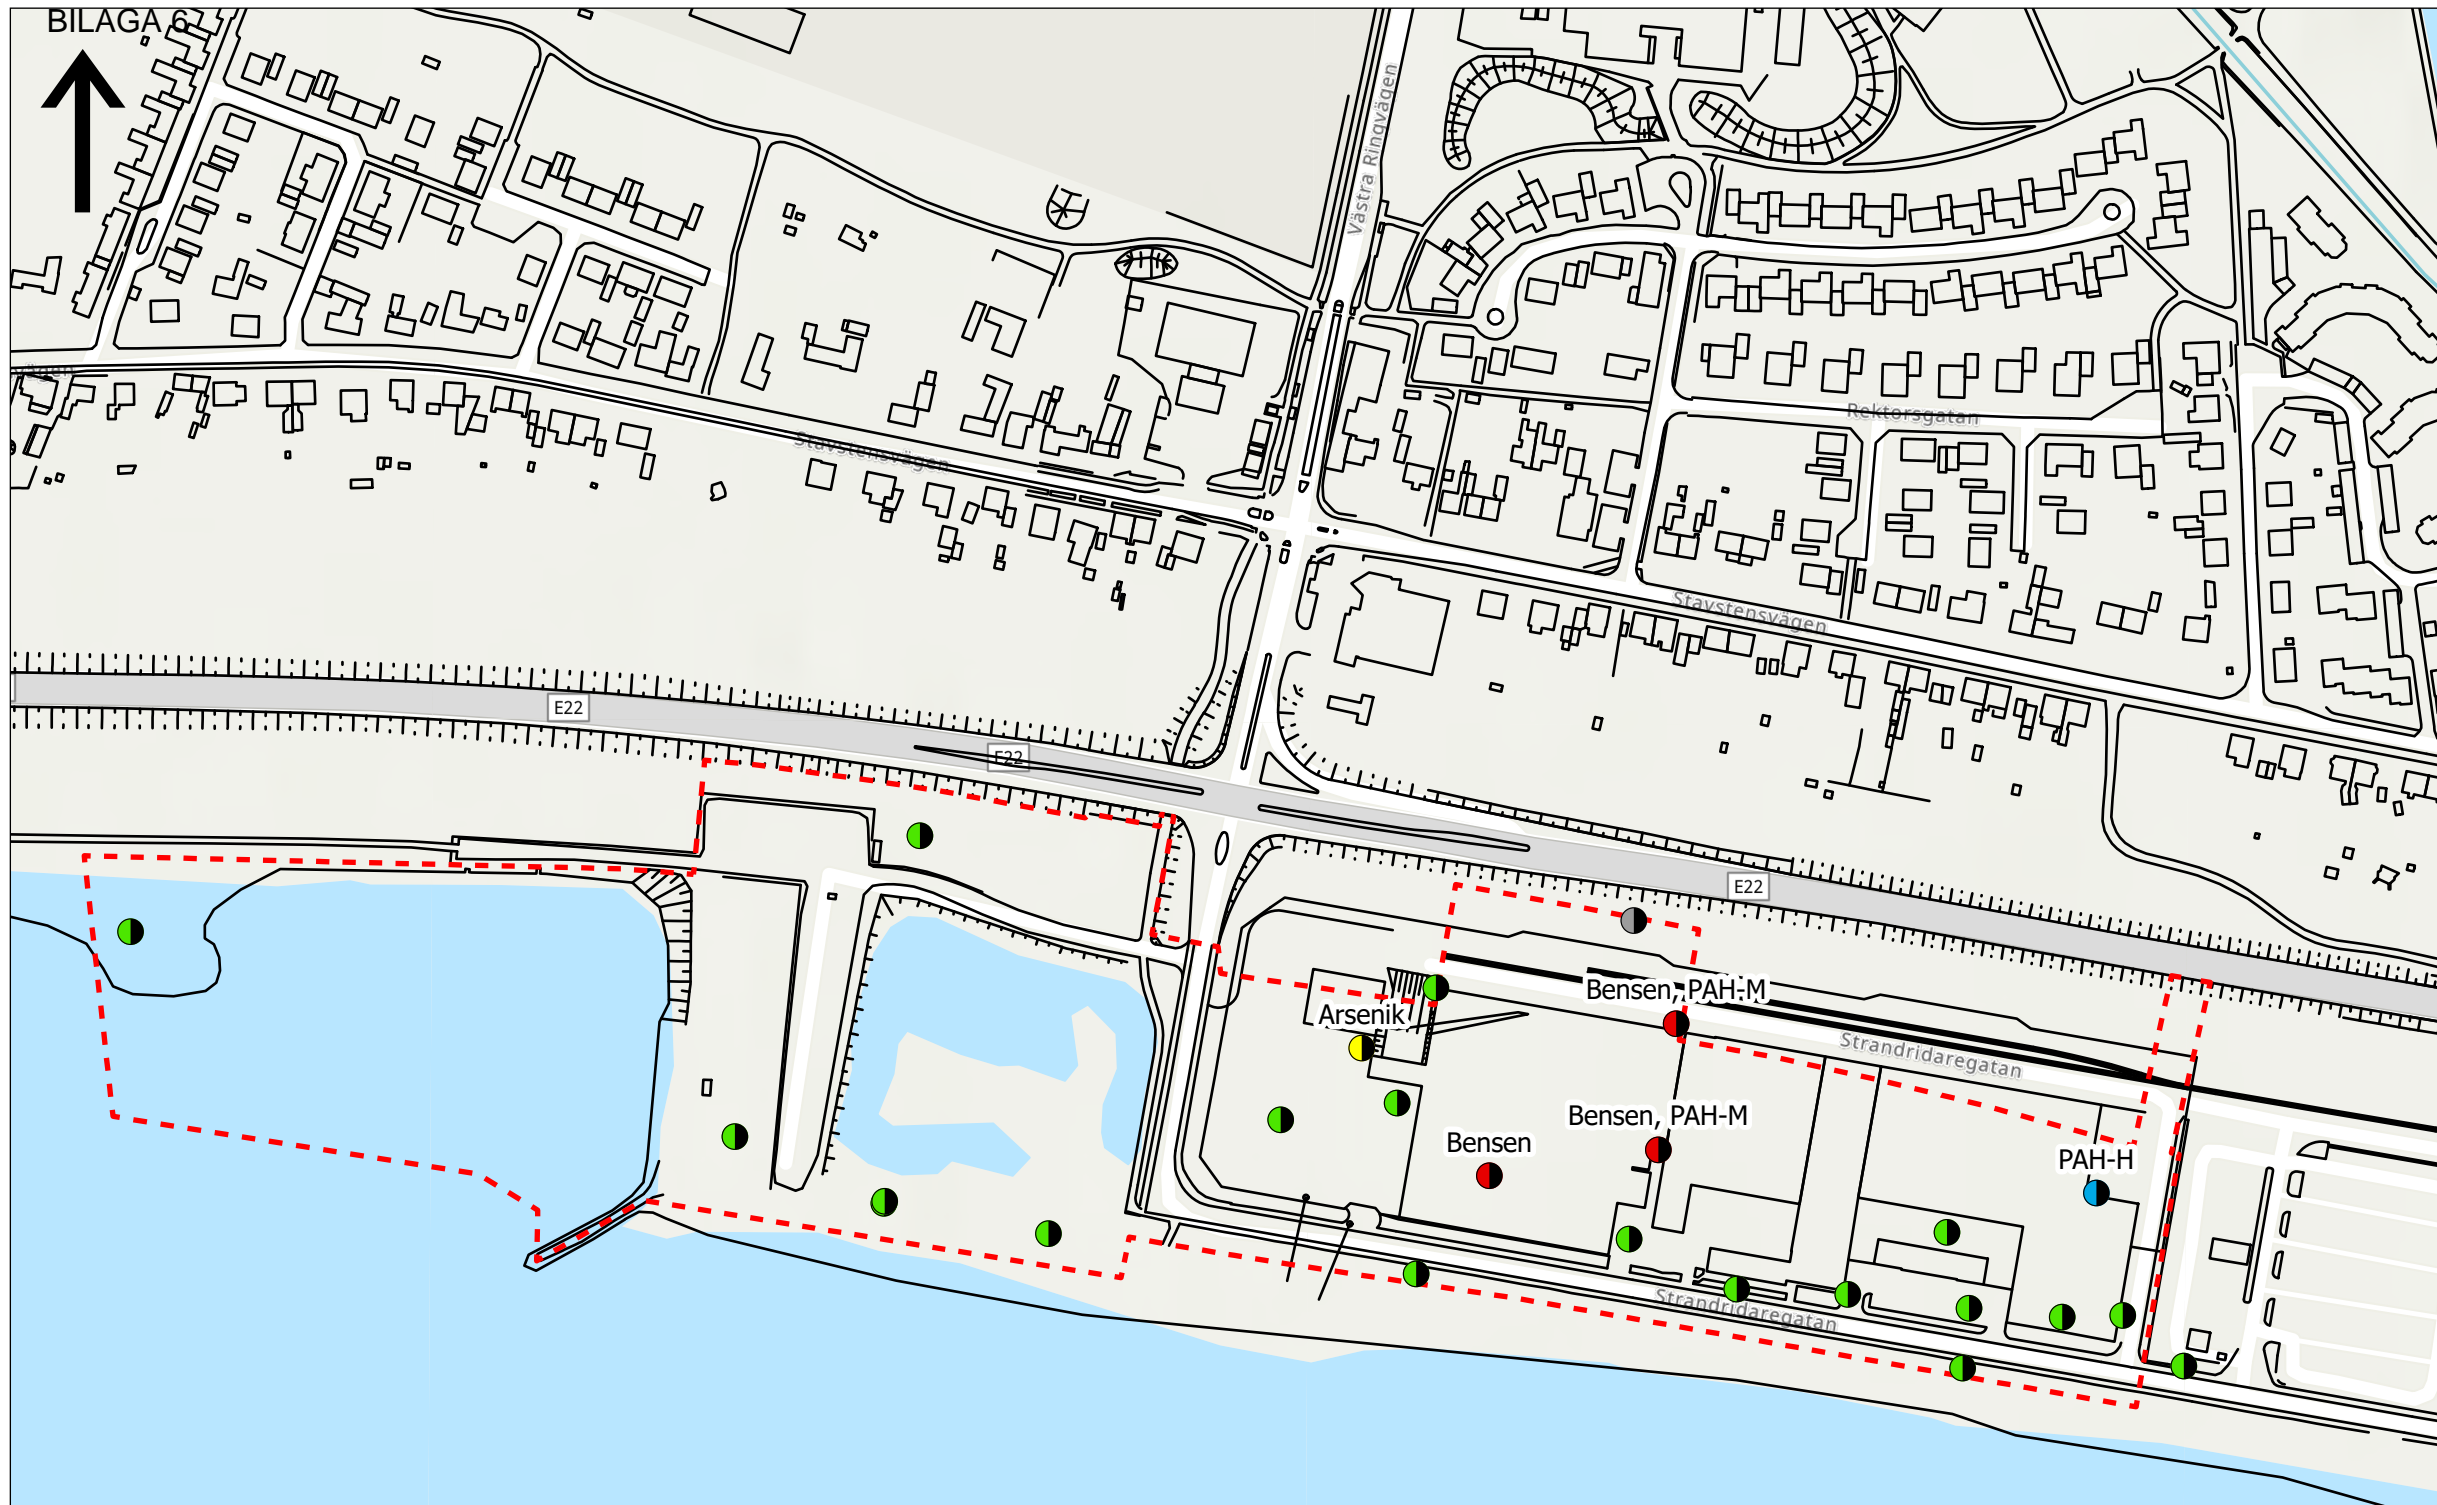 BILAGA 6
Västra Ringvägen
vägen
Rektorsgatan
Stavstensvägen
Stavstensvägen
E22
E22
E22
Bensen, PAH-M
Arsenik
Strandridaregatan
Bensen, PAH-M
Bensen
PAH-H
Strandridaregatan